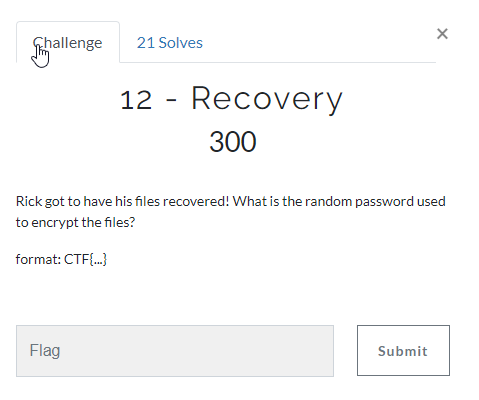 Challenge
21 Solves
×
12 - Recovery
300
Rick got to have his files recovered! What is the random password used
to encrypt the files?
format: CTF{...}
Flag
Submit